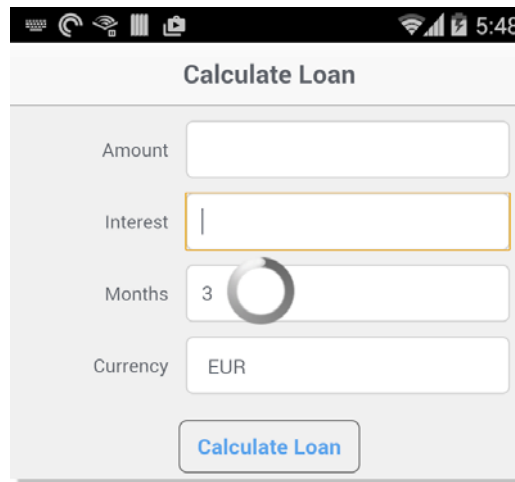 5:48
Calculate Loan
Amount
Interest
Months 3
Currency EUR
Calculate Loan